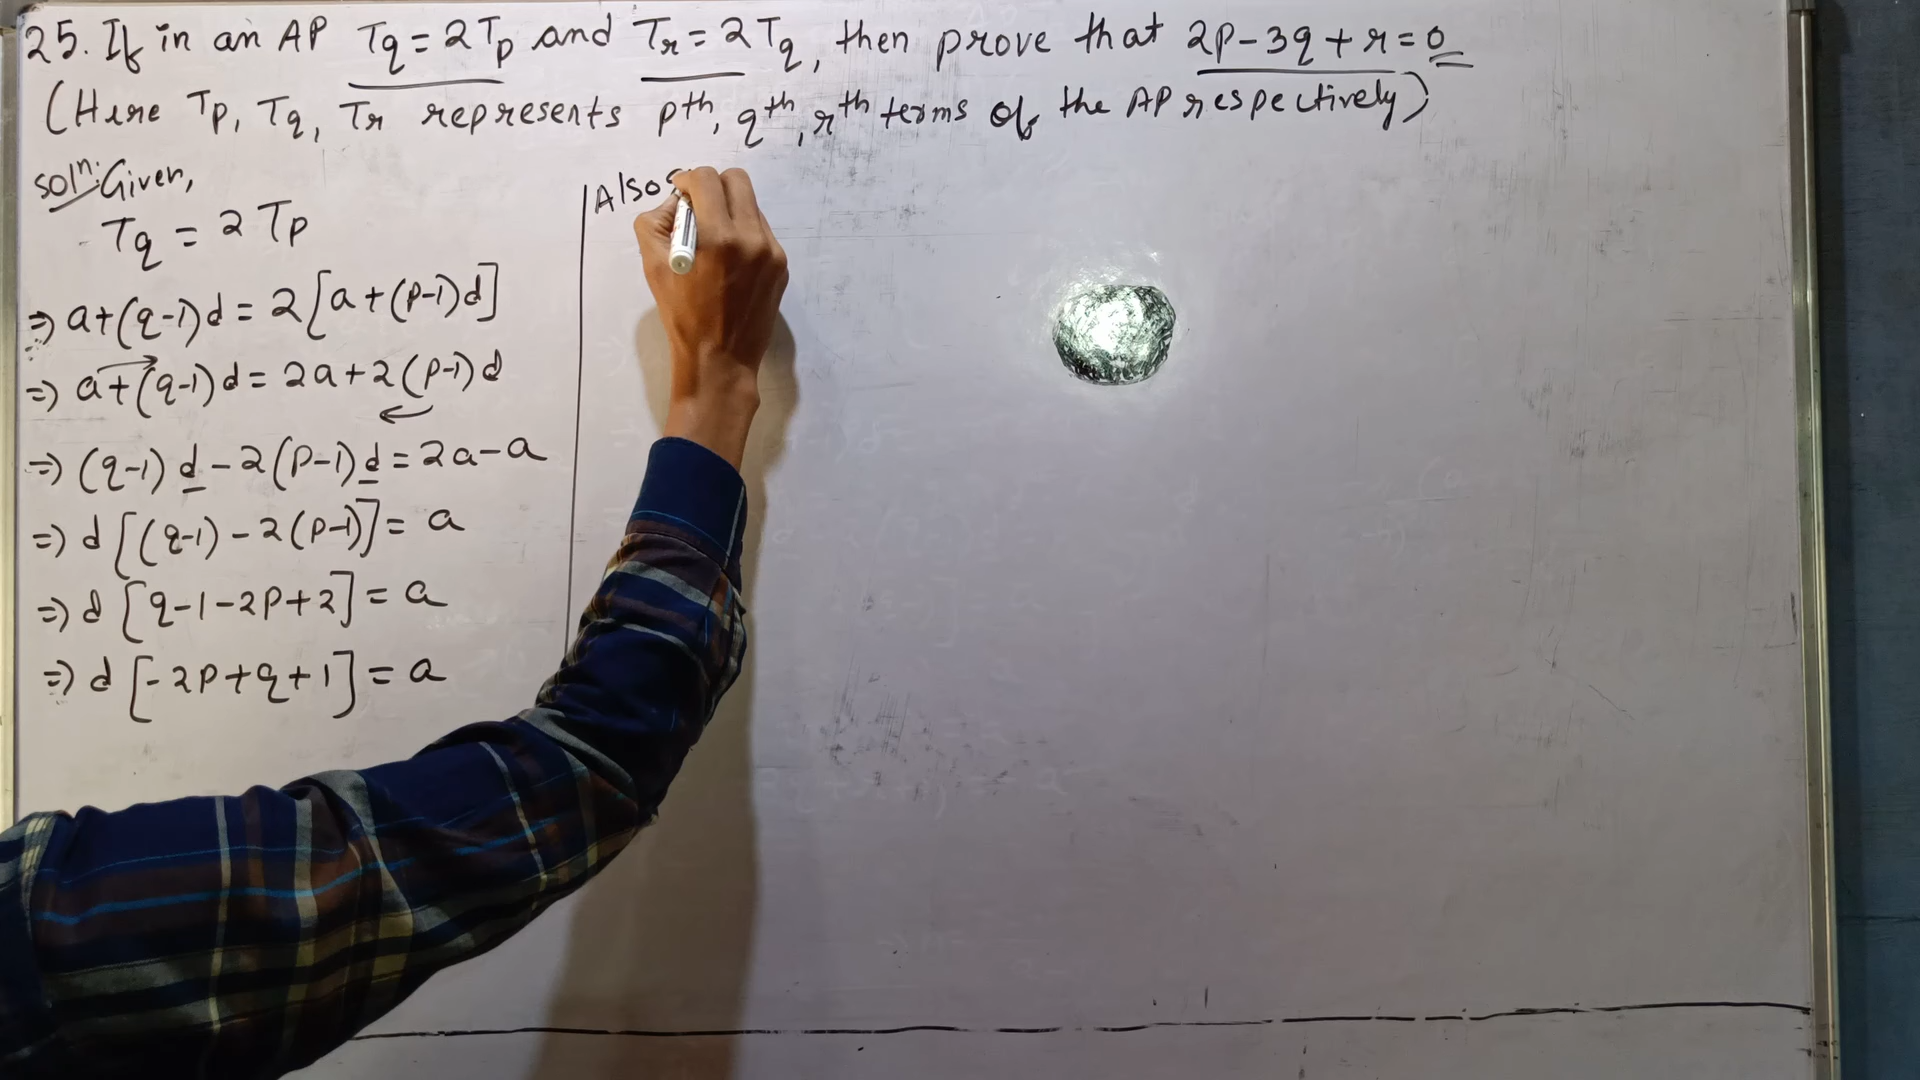 25. If in an AP Tq = 2Tp and Tr = 2Tq, then prove that 2p-3q+r=0
(Here Tp, Tq, Tr represents pth, qth, rth terms of the AP respectively)
soln: Given,
Tq = 2 Tp
=> a+(q-1)d = 2[a+(p-1)d]
=> a+(q-1)d = 2a+2(p-1)d
=> (q-1)d - 2(p-1)d = 2a-a
=> d[(q-1)-2(p-1)] = a
=> d[q-1-2p+2] = a
=> d[-2p+q+1] = a
Also